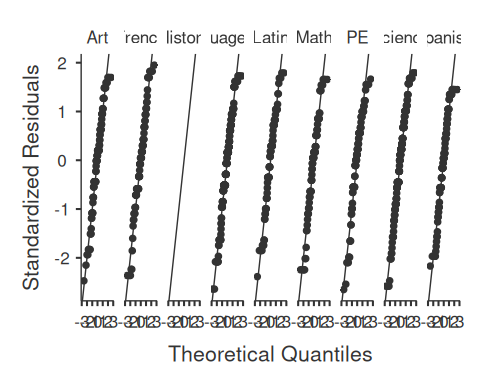 Art renc listor uage Latin Math PE cienc panis
2
1
0
-1
-2
Standardized Residuals
Theoretical Quantiles